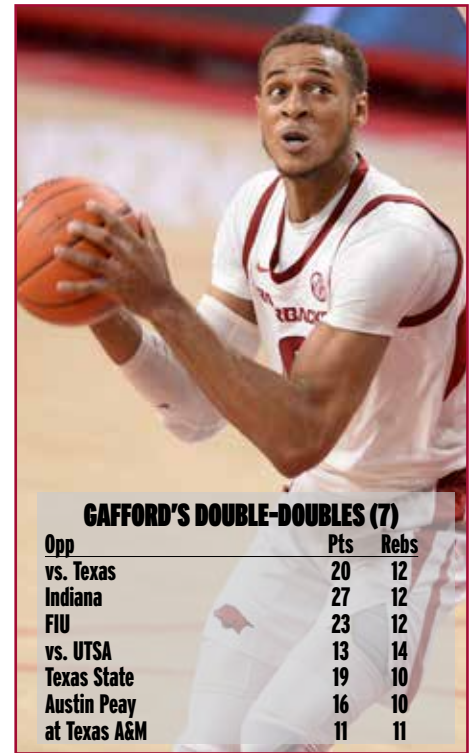 GAFFORD'S DOUBLE-DOUBLES (7)
Opp Pts Rebs
vs. Texas 20 12
Indiana 27 12
FIU 23 12
vs. UTSA 13 14
Texas State 19 10
Austin Peay 16 10
at Texas A&M 11 11